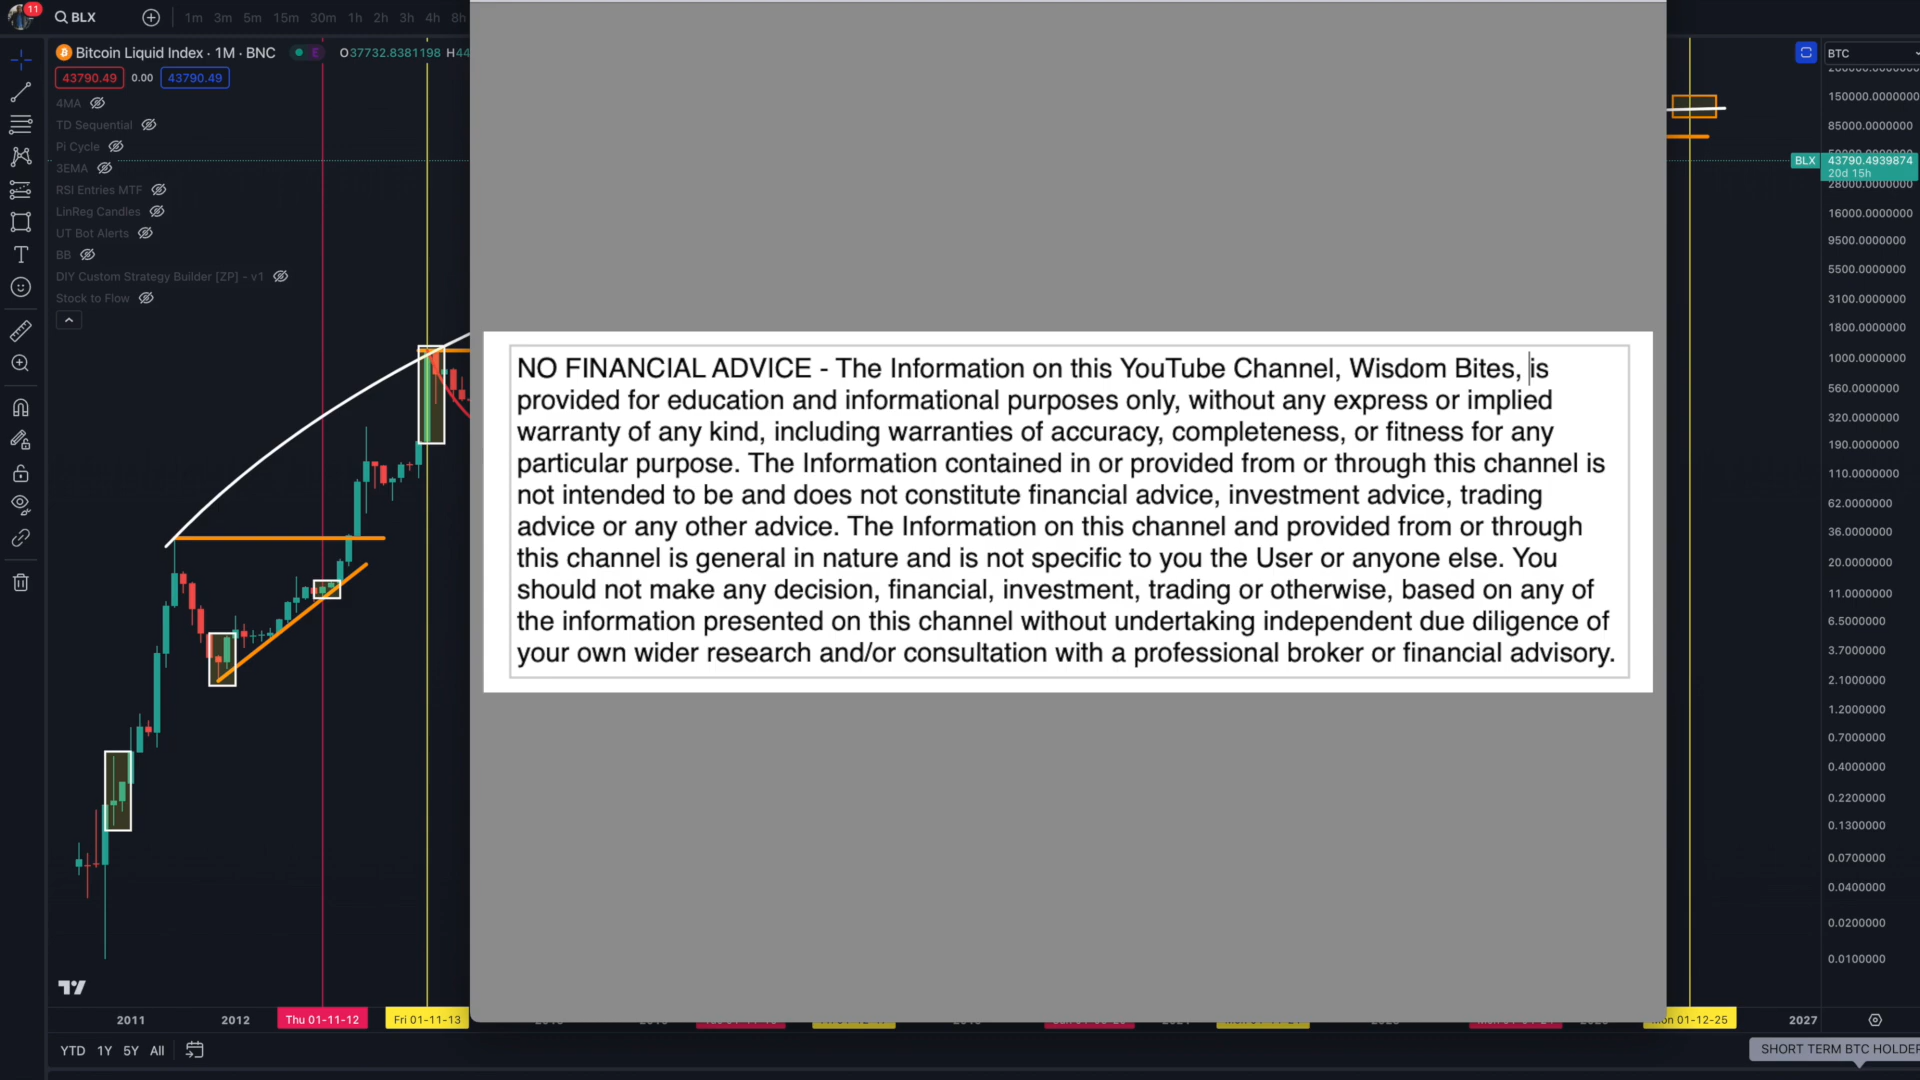 11
BLX
1m 3m 5m 15m 30m 1h 2h 3h 4h 8h
Bitcoin Liquid Index · 1M · BNC
E
O37732.8381198 H44
43790.49 0.00 43790.49
4MA
TD Sequential
Pi Cycle
3EMA
RSI Entries MTF
LinReg Candles
UT Bot Alerts
BB
DIY Custom Strategy Builder [ZP] - v1
Stock to Flow
NO FINANCIAL ADVICE - The Information on this YouTube Channel, Wisdom Bites, is
provided for education and informational purposes only, without any express or implied
warranty of any kind, including warranties of accuracy, completeness, or fitness for any
particular purpose. The Information contained in or provided from or through this channel is
not intended to be and does not constitute financial advice, investment advice, trading
advice or any other advice. The Information on this channel and provided from or through
this channel is general in nature and is not specific to you the User or anyone else. You
should not make any decision, financial, investment, trading or otherwise, based on any of
the information presented on this channel without undertaking independent due diligence of
your own wider research and/or consultation with a professional broker or financial advisory.
BTC
150000.0000000
85000.0000000
BLX 43790.4939874
20d 15h
28000.0000000
16000.0000000
9500.0000000
5500.0000000
3100.0000000
1800.0000000
1000.0000000
560.0000000
320.0000000
190.0000000
110.0000000
62.0000000
36.0000000
20.0000000
11.0000000
6.5000000
3.7000000
2.1000000
1.2000000
0.7000000
0.4000000
0.2200000
0.1300000
0.0700000
0.0400000
0.0200000
0.0100000
2011 2012 Thu 01-11-12 Fri 01-11-13 Mon 01-12-25 2027
YTD 1Y 5Y All
SHORT TERM BTC HOLDER